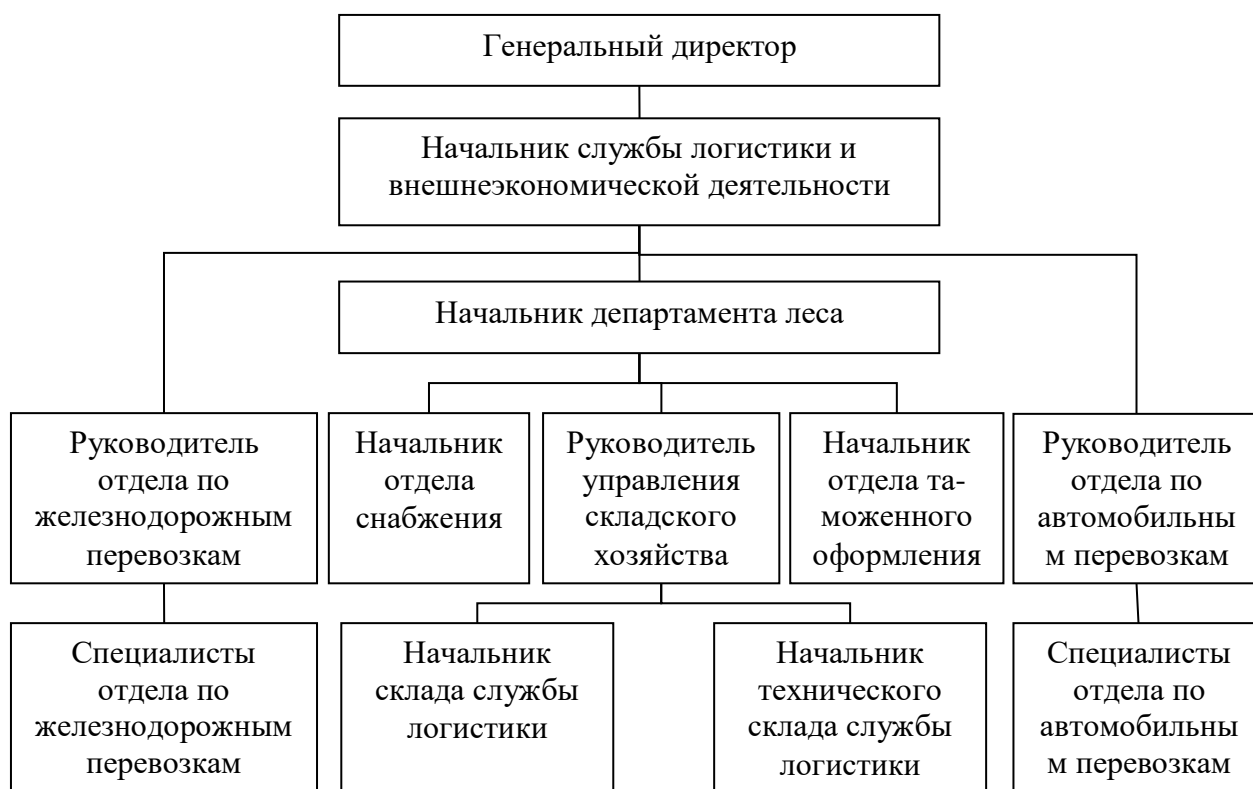 Генеральный директор
Начальник службы логистики и
внешнеэкономической деятельности
Начальник департамента леса
Руководитель
отдела по
железнодорожным
перевозкам
Начальник
отдела
снабжения
Руководитель
управления
складского
хозяйства
Начальник
отдела та-
моженного
оформления
Руководитель
отдела по
автомобильны
м перевозкам
Специалисты
отдела по
железнодорожным
перевозкам
Начальник
склада службы
логистики
Начальник
технического
склада службы
логистики
Специалисты
отдела по
автомобильны
м перевозкам